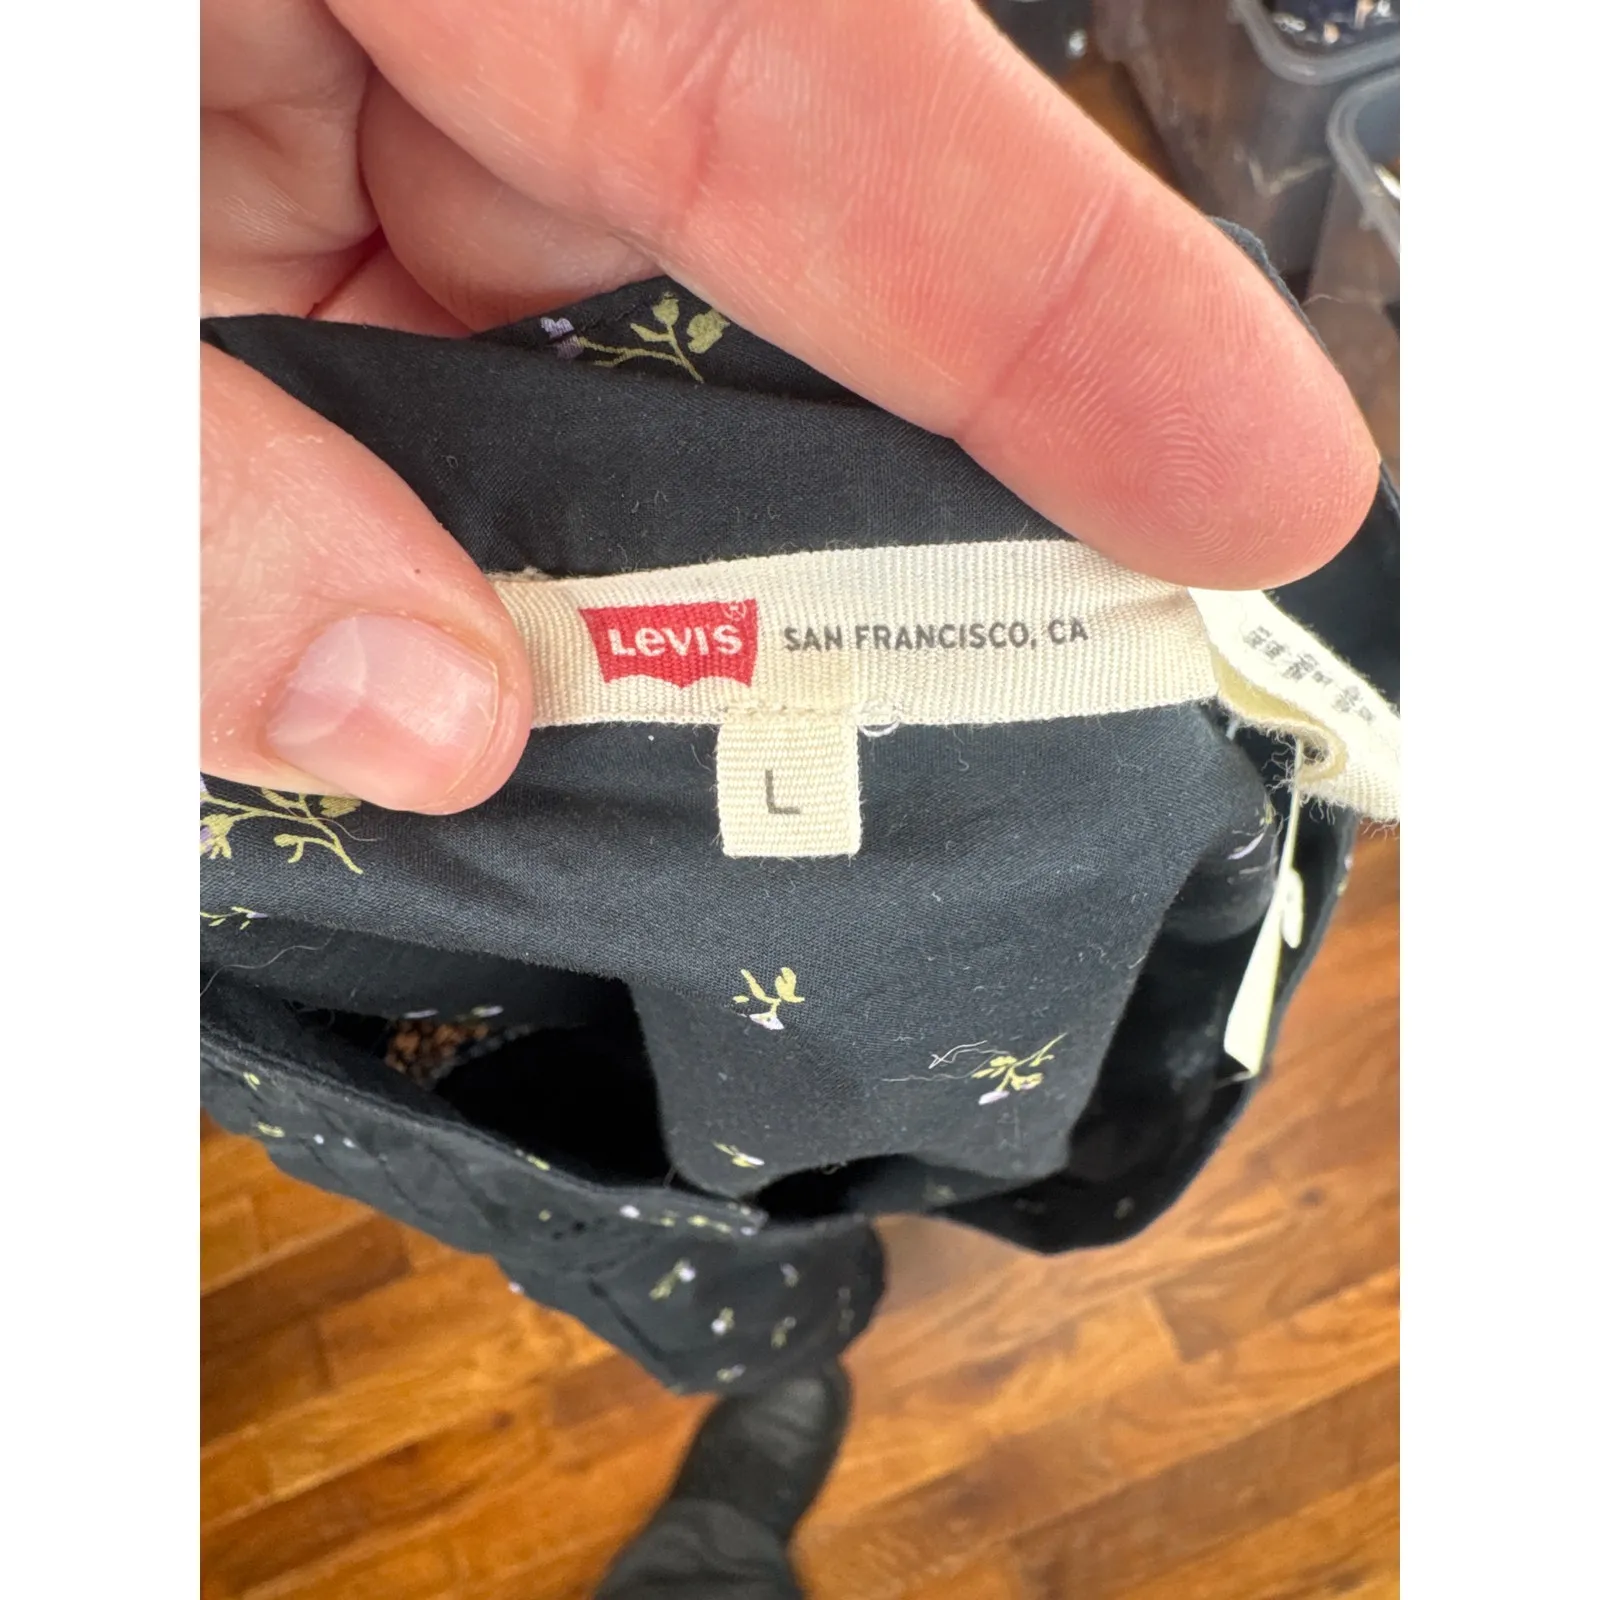 LEVI'S® SAN FRANCISCO, CA
L